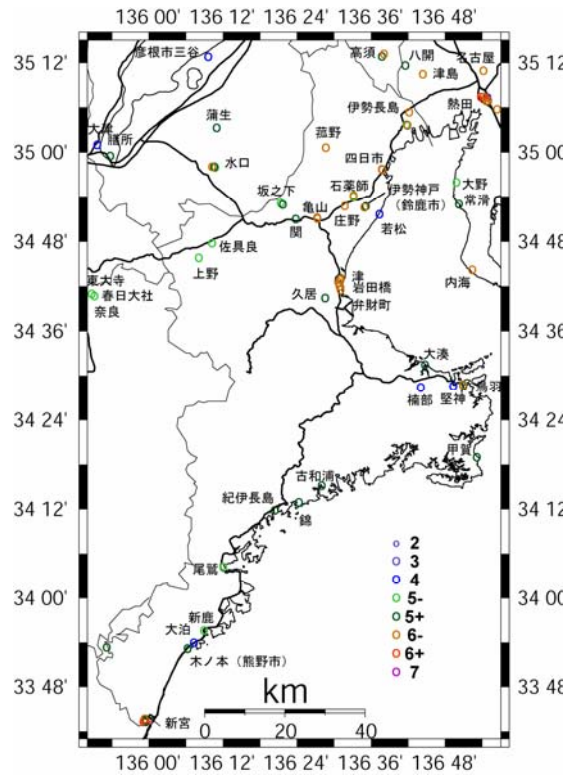 136 00' 136 12' 136 24' 136 36' 136 48'
35 12'
35 00'
34 48'
34 36'
34 24'
34 12'
34 00'
33 48'
彦根市三谷
高須
八開
名古屋
津島
伊勢長島
熱田
蒲生
大津
膳所
菰野
水口
四日市
石薬師
坂之下
亀山
伊勢神戸
(鈴鹿市)
大野
常滑
関
庄野
若松
佐具良
上野
津
岩田橋
弁財町
内海
東大寺
春日大社
奈良
久居
大湊
楠部
堅神
鳥羽
甲賀
古和浦
紀伊長島
錦
尾鷲
新鹿
大泊
木ノ本(熊野市)
新宮
2
3
4
5-
5+
6-
6+
7
km
0 20 40
136 00' 136 12' 136 24' 136 36' 136 48'